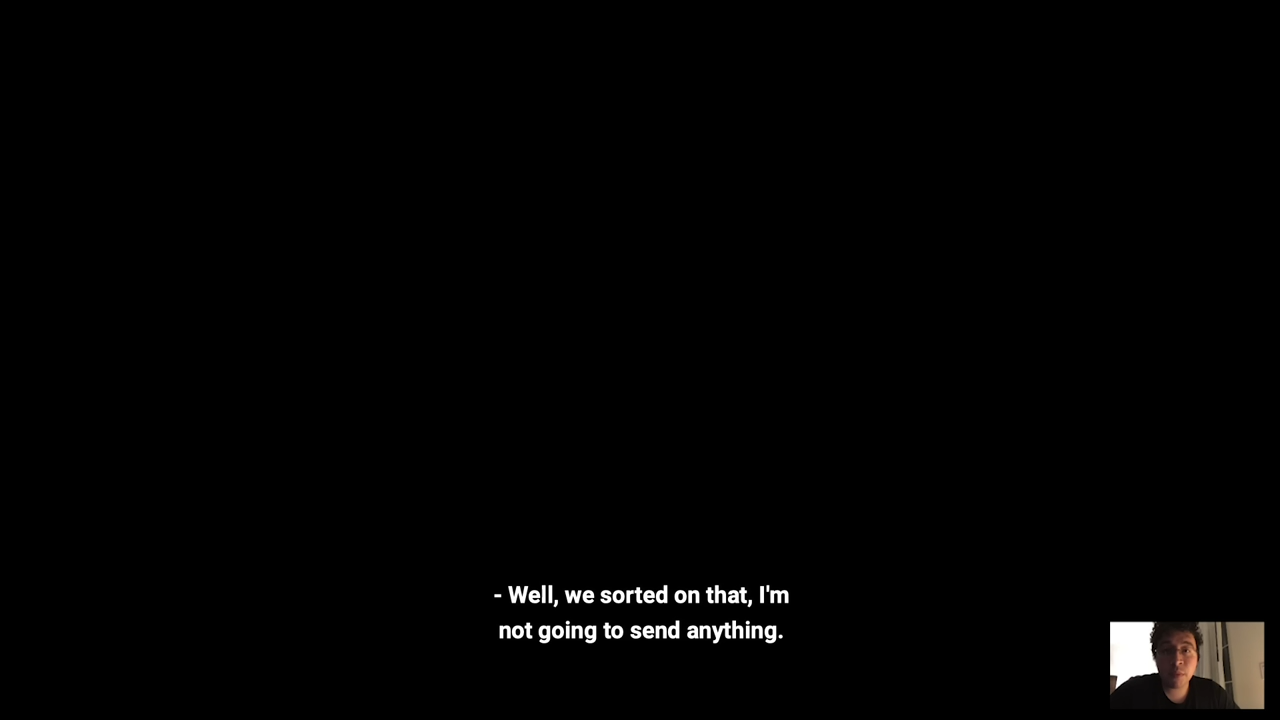 - Well, we sorted on that, I'm
not going to send anything.